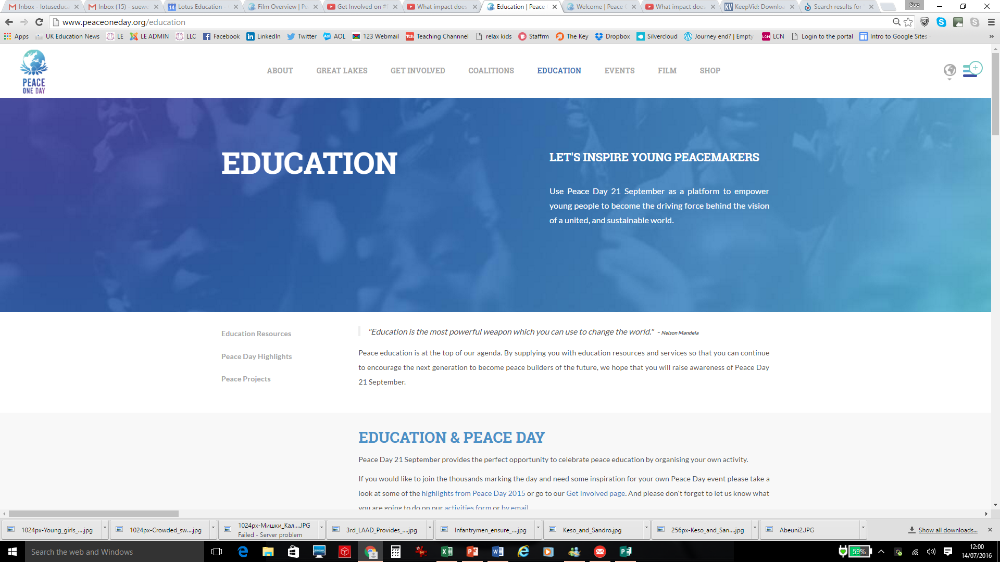 Inbox - lotuseduca
Inbox (15) - suewe
Lotus Education -
Film Overview | Pe
Get Involved on #P
What impact does
Education | Peace
Welcome | Peace
What impact does
KeepVid: Downloa
Search results for
Sue
www.peaceoneday.org/education
Apps
UK Education News
LE
LE ADMIN
LLC
Facebook
LinkedIn
Twitter
AOL
123 Webmail
Teaching Channnel
relax kids
Staffrm
The Key
Dropbox
Silvercloud
Journey end? | Empty
LCN
Login to the portal
Intro to Google Sites
»
PEACE
ONE DAY
ABOUT
GREAT LAKES
GET INVOLVED
COALITIONS
EDUCATION
EVENTS
FILM
SHOP
EDUCATION
LET'S INSPIRE YOUNG PEACEMAKERS
Use Peace Day 21 September as a platform to empower
young people to become the driving force behind the vision
of a united, and sustainable world.
Education Resources
Peace Day Highlights
Peace Projects
"Education is the most powerful weapon which you can use to change the world." - Nelson Mandela
Peace education is at the top of our agenda. By supplying you with education resources and services so that you can continue
to encourage the next generation to become peace builders of the future, we hope that you will raise awareness of Peace Day
21 September.
EDUCATION & PEACE DAY
Peace Day 21 September provides the perfect opportunity to celebrate peace education by organising your own activity.
If you would like to join the thousands marking the day and need some inspiration for your own Peace Day event please take a
look at some of the highlights from Peace Day 2015 or go to our Get Involved page. And please don't forget to let us know what
you are going to do on our activities form or by email
1024px-Young_girls_....jpg
1024px-Crowded_sw....jpg
1024px-Мишки_Кал....JPG
Failed - Server problem
3rd_LAAD_Provides_....jpg
Infantrymen_ensure_....jpg
Keso_and_Sandro.jpg
256px-Keso_and_San....jpg
Abeuni2.JPG
Show all downloads...
Search the web and Windows
59%
12:00
14/07/2016